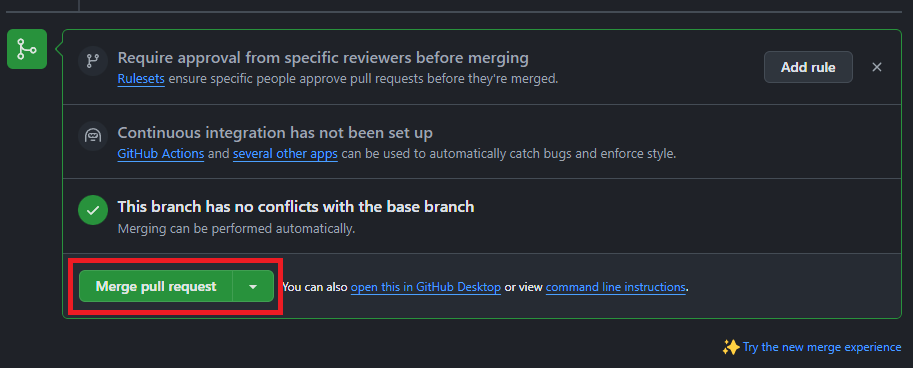 Require approval from specific reviewers before merging
Rulesets ensure specific people approve pull requests before they're merged.
Add rule
Continuous integration has not been set up
GitHub Actions and several other apps can be used to automatically catch bugs and enforce style.
This branch has no conflicts with the base branch
Merging can be performed automatically.
Merge pull request
You can also open this in GitHub Desktop or view command line instructions.
Try the new merge experience